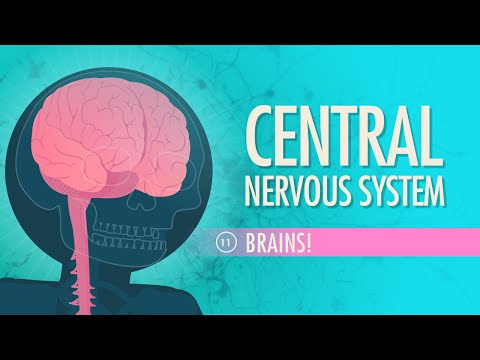 CENTRAL
NERVOUS SYSTEM
11 BRAINS!